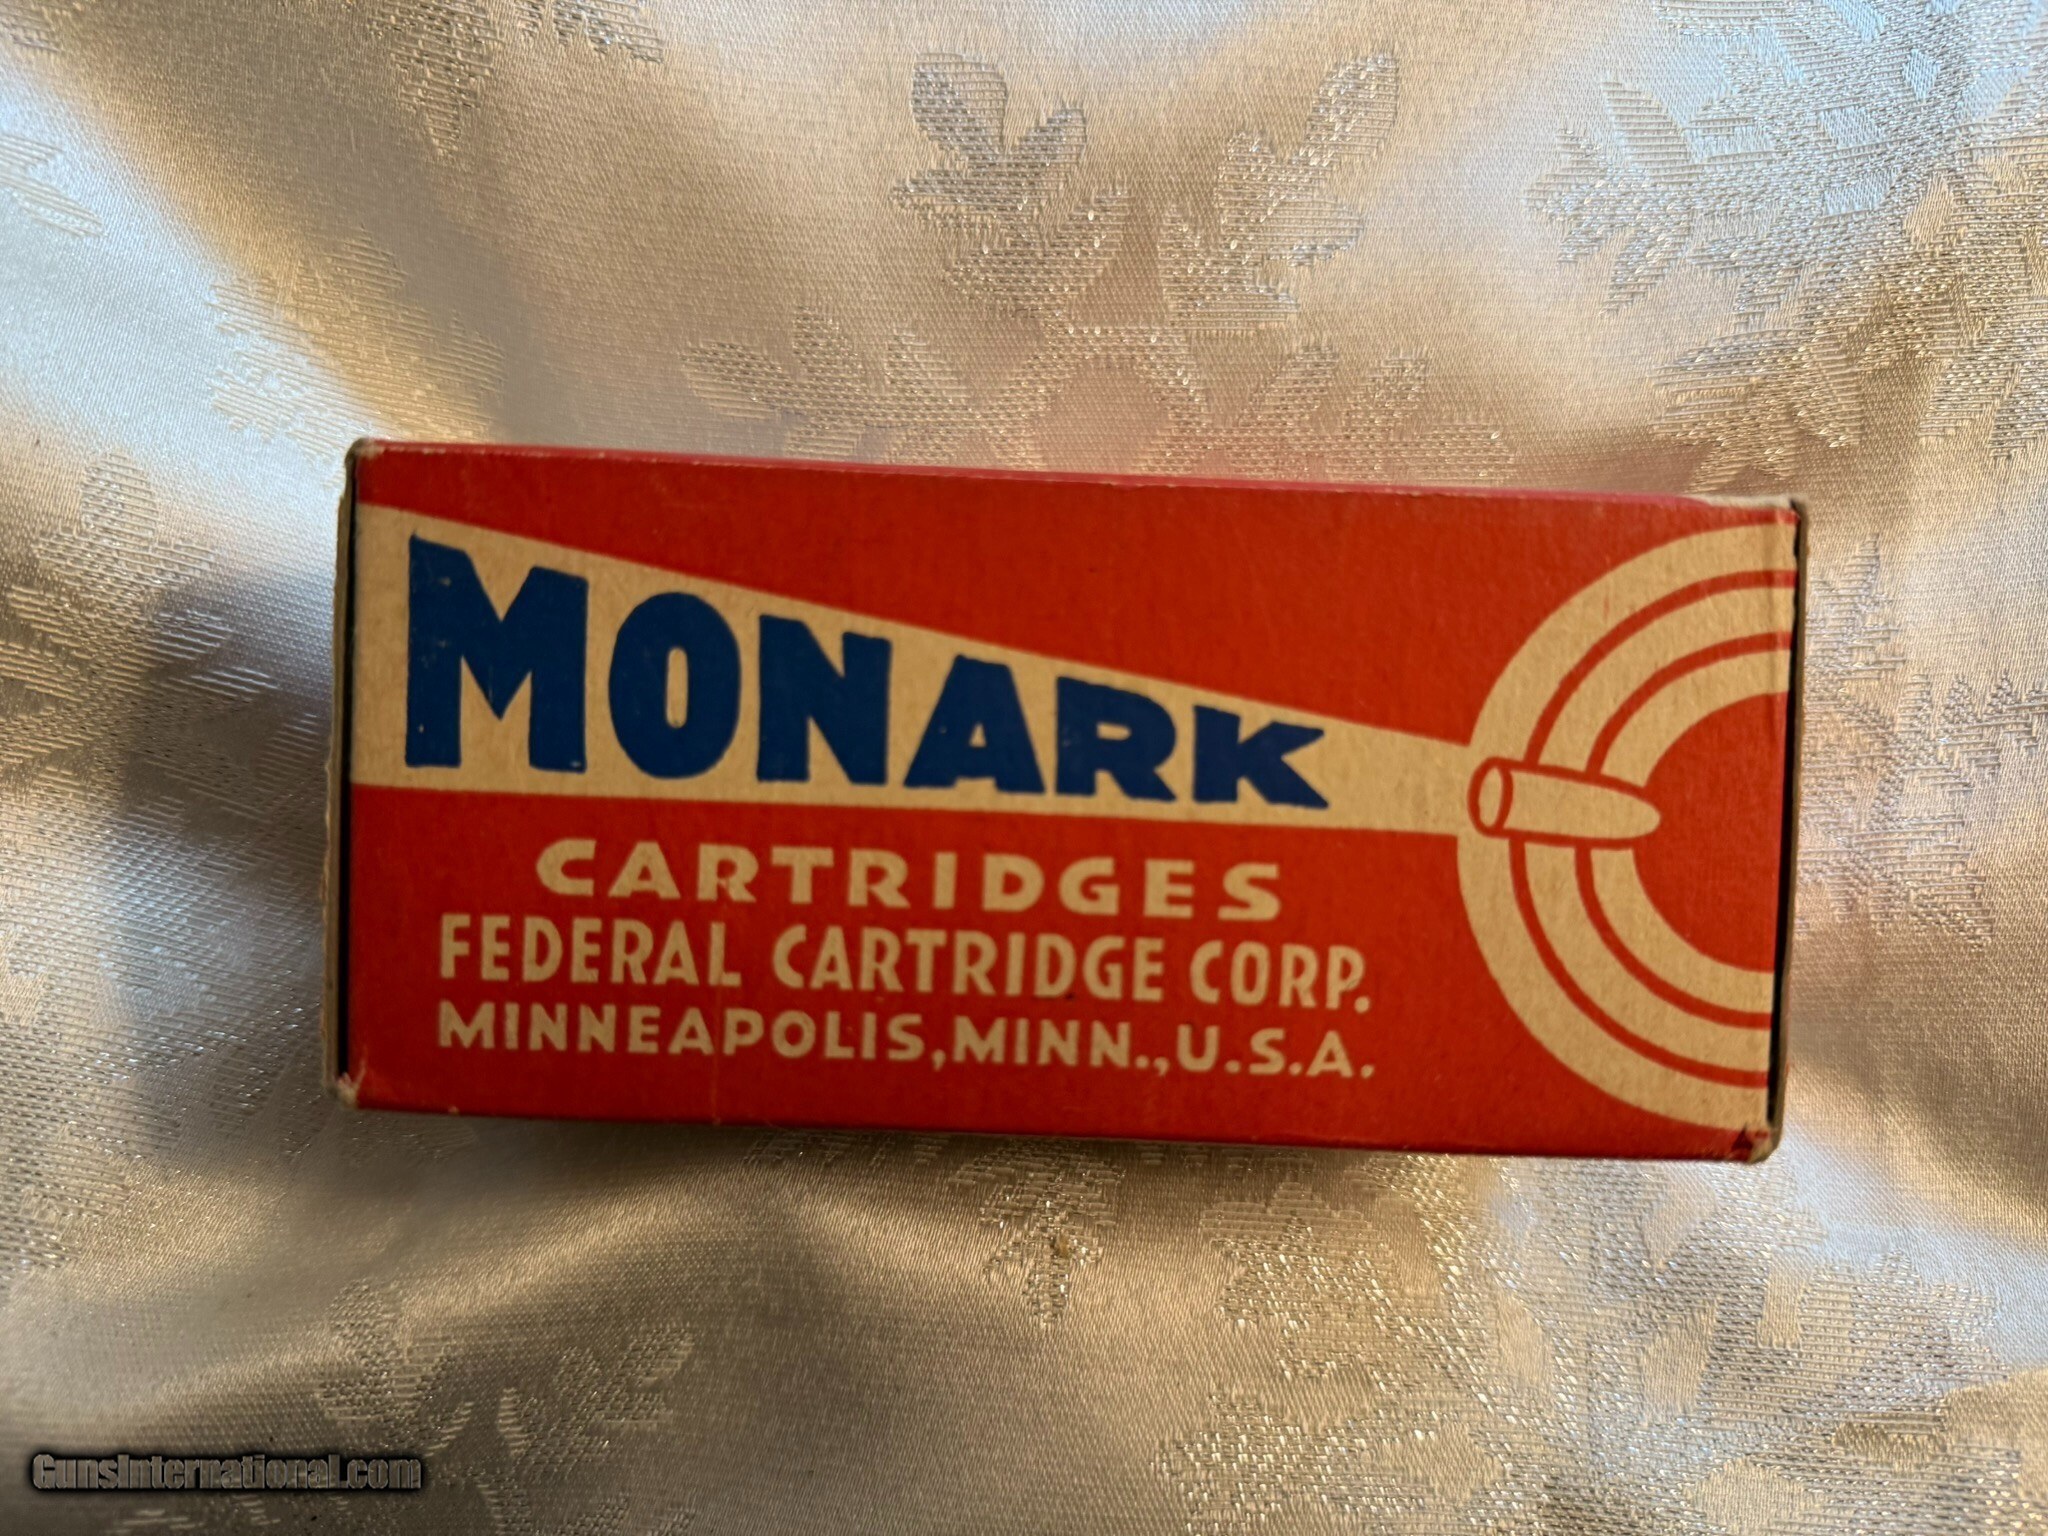 MONARK
CARTRIDGES
FEDERAL CARTRIDGE CORP.
MINNEAPOLIS, MINN., U.S.A.
GunsInternational.com